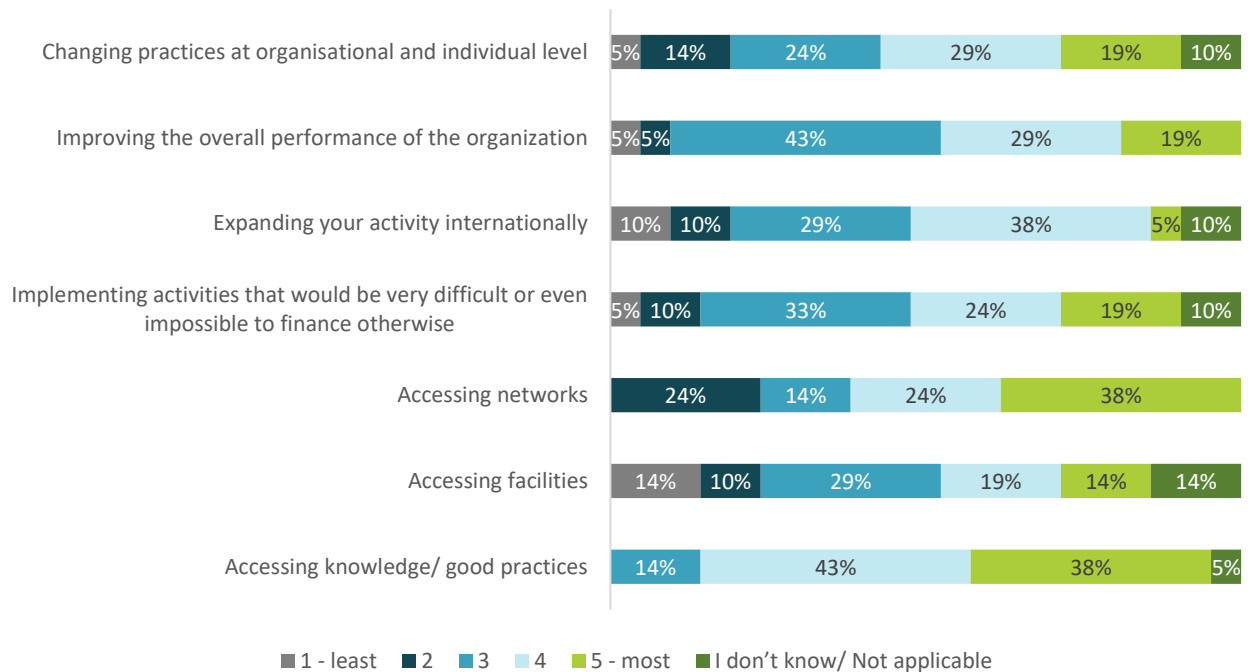 Changing practices at organisational and individual level
5% 14% 24% 29% 19% 10%
Improving the overall performance of the organization
5% 5% 43% 29% 19%
Expanding your activity internationally
10% 10% 29% 38% 5% 10%
Implementing activities that would be very difficult or even
impossible to finance otherwise
5% 10% 33% 24% 19% 10%
Accessing networks
24% 14% 24% 38%
Accessing facilities
14% 10% 29% 19% 14% 14%
Accessing knowledge/ good practices
14% 43% 38% 5%
1 - least 2 3 4 5 - most I don’t know/ Not applicable